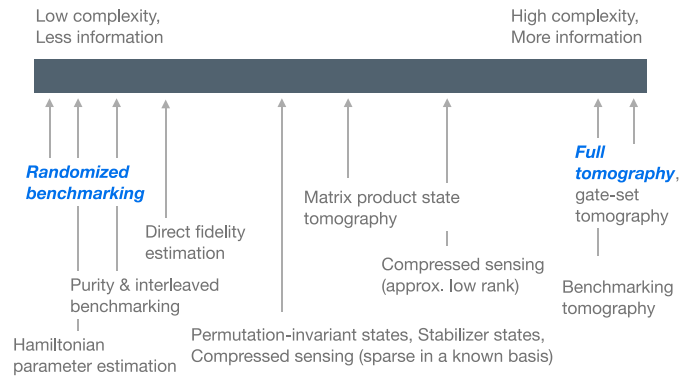 Low complexity,
Less information
High complexity,
More information
Randomized
benchmarking
Full
tomography,
gate-set
tomography
Matrix product state
tomography
Direct fidelity
estimation
Compressed sensing
(approx. low rank)
Purity & interleaved
benchmarking
Benchmarking
tomography
Permutation-invariant states, Stabilizer states,
Compressed sensing (sparse in a known basis)
Hamiltonian
parameter estimation